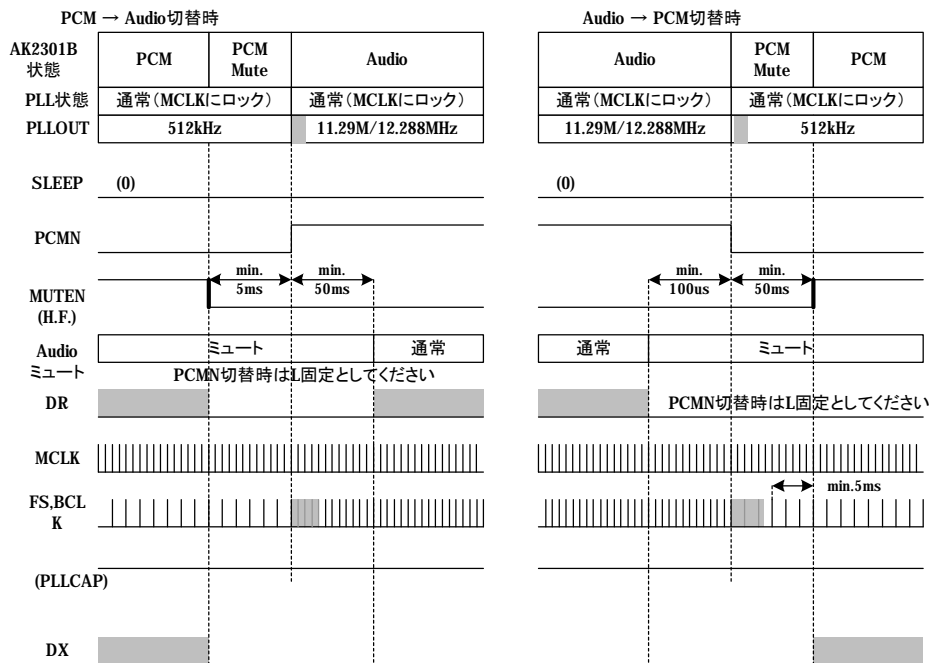 PCM → Audio切替時
Audio → PCM切替時
AK2301B
状態
PCM
PCM
Mute
Audio
Audio
PCM
Mute
PCM
PLL状態
通常(MCLKにロック)
通常(MCLKにロック)
通常(MCLKにロック)
通常(MCLKにロック)
PLLOUT
512kHz
11.29M/12.288MHz
11.29M/12.288MHz
512kHz
SLEEP
(0)
(0)
PCMN
MUTEN
(H.F.)
min.
5ms
min.
50ms
min.
100us
min.
50ms
Audio
ミュート
ミュート
通常
通常
ミュート
PCMN切替時はL固定としてください
DR
PCMN切替時はL固定としてください
MCLK
FS,BCL
K
min.5ms
(PLLCAP)
DX